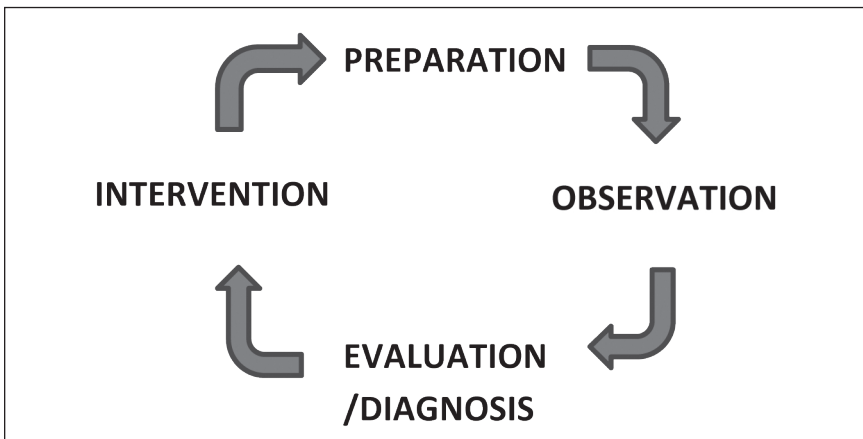 PREPARATION
INTERVENTION
OBSERVATION
EVALUATION
/DIAGNOSIS